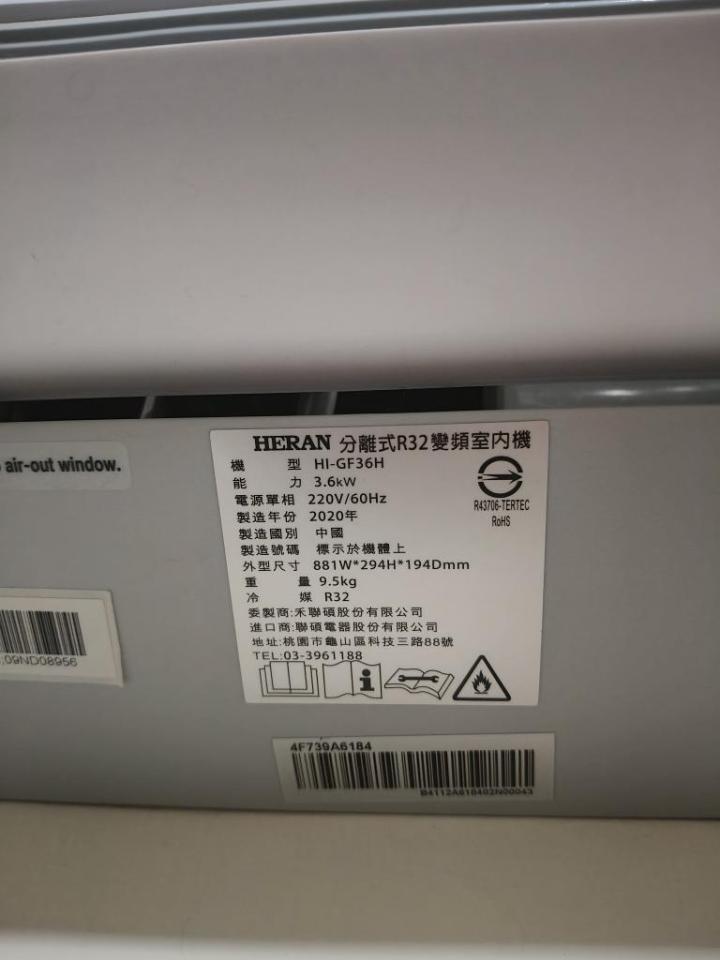 air-out window.
HERAN 分離式R32變頻室內機
機型 HI-GF36H
能力 3.6kW
電源單相 220V/60Hz
製造年份 2020年
製造國別 中國
製造號碼 標示於機體上
外型尺寸 881W*294H*194Dmm
重量 9.5kg
冷媒 R32
委製商:禾聯碩股份有限公司
進口商:聯碩電器股份有限公司
地址:桃園市龜山區科技三路88號
TEL:03-3961188
R43706-TERTEC
RoHS
09ND08956
4F739A6184
B4112A618402N00043